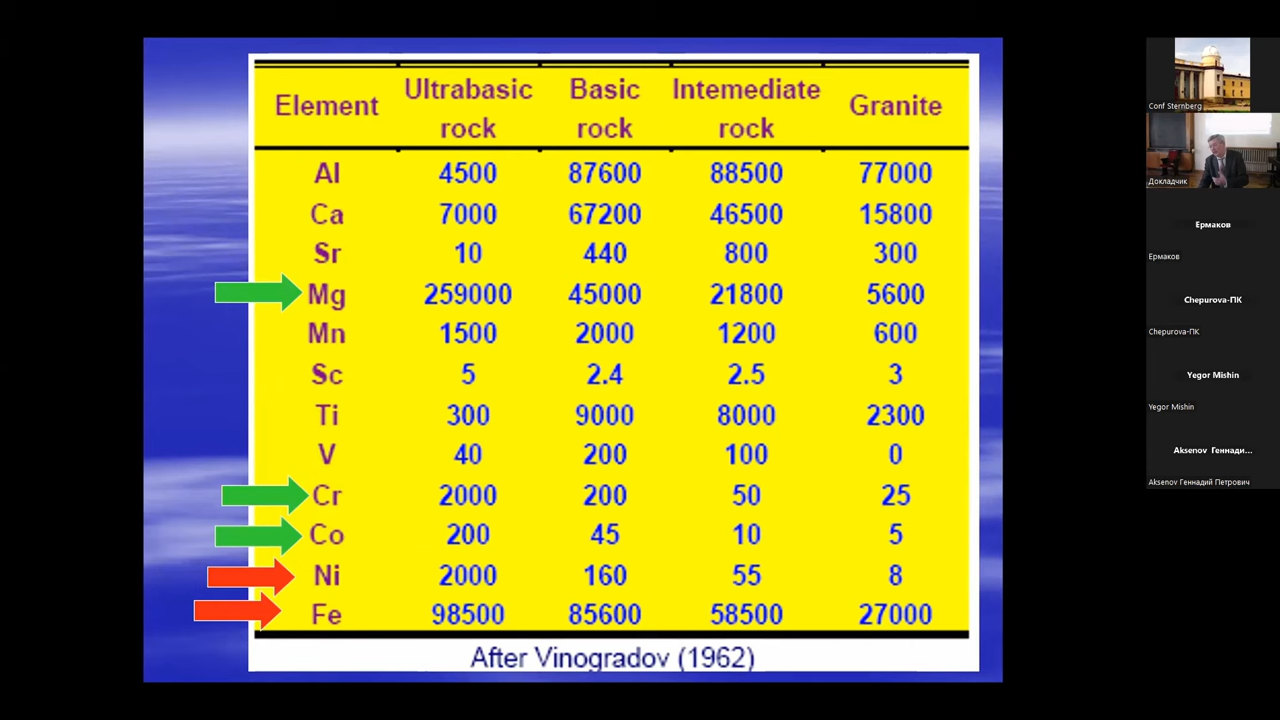 Element Ultrabasic rock Basic rock Intemediate rock Granite
Al 4500 87600 88500 77000
Ca 7000 67200 46500 15800
Sr 10 440 800 300
Mg 259000 45000 21800 5600
Mn 1500 2000 1200 600
Sc 5 2.4 2.5 3
Ti 300 9000 8000 2300
V 40 200 100 0
Cr 2000 200 50 25
Co 200 45 10 5
Ni 2000 160 55 8
Fe 98500 85600 58500 27000
After Vinogradov (1962)
Conf Sternberg
Докладчик
Ермаков
Ермаков
Chepurova-ПК
Chepurova-ПК
Yegor Mishin
Yegor Mishin
Aksenov Геннади...
Aksenov Геннадий Петрович